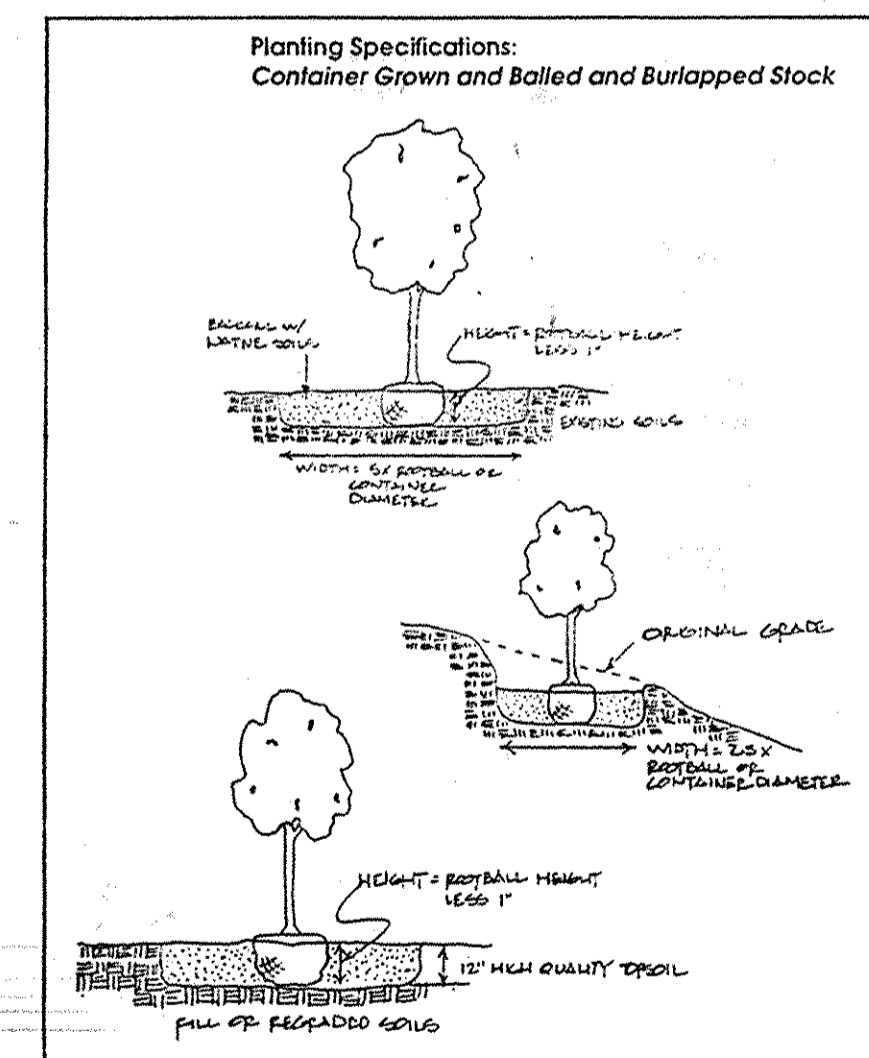 Planting Specifications:
Container Grown and Balled and Burlapped Stock
BACKFILL W/
NATIVE SOILS
HEIGHT = ROOTBALL HEIGHT
LESS 1"
EXISTING SOILS
WIDTH = 5X ROOTBALL OR
CONTAINER
DIAMETER
ORIGINAL GRADE
WIDTH = 2.5X
ROOTBALL OR
CONTAINER DIAMETER
HEIGHT = ROOTBALL HEIGHT
LESS 1"
12" HIGH QUALITY TOPSOIL
FILL OR REGRADED SOILS